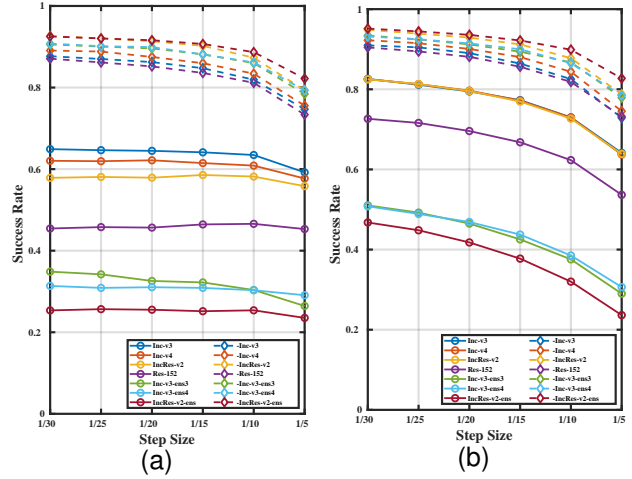 1
0.8
0.6
0.4
0.2
0
Success Rate
1/30 1/25 1/20 1/15 1/10 1/5
Step Size
Inc-v3 -Inc-v3
Inc-v4 -Inc-v4
IncRes-v2 -IncRes-v2
Res-152 -Res-152
Inc-v3-ens3 -Inc-v3-ens3
Inc-v3-ens4 -Inc-v3-ens4
IncRes-v2-ens -IncRes-v2-ens
(a)
1
0.8
0.6
0.4
0.2
0
Success Rate
1/30 1/25 1/20 1/15 1/10 1/5
Step Size
Inc-v3 -Inc-v3
Inc-v4 -Inc-v4
IncRes-v2 -IncRes-v2
Res-152 -Res-152
Inc-v3-ens3 -Inc-v3-ens3
Inc-v3-ens4 -Inc-v3-ens4
IncRes-v2-ens -IncRes-v2-ens
(b)